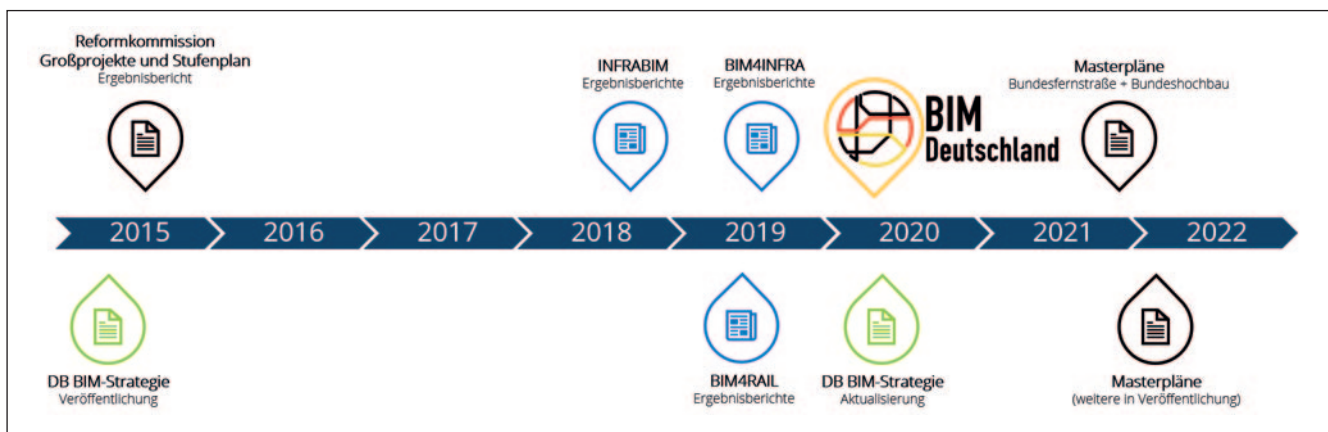 Reformkommission
Großprojekte und Stufenplan
Ergebnisbericht
INFRABIM
Ergebnisberichte
BIM4INFRA
Ergebnisberichte
BIM
Deutschland
Masterpläne
Bundesfernstraße + Bundeshochbau
2015
2016
2017
2018
2019
2020
2021
2022
DB BIM-Strategie
Veröffentlichung
BIM4RAIL
Ergebnisberichte
DB BIM-Strategie
Aktualisierung
Masterpläne
(weitere in Veröffentlichung)